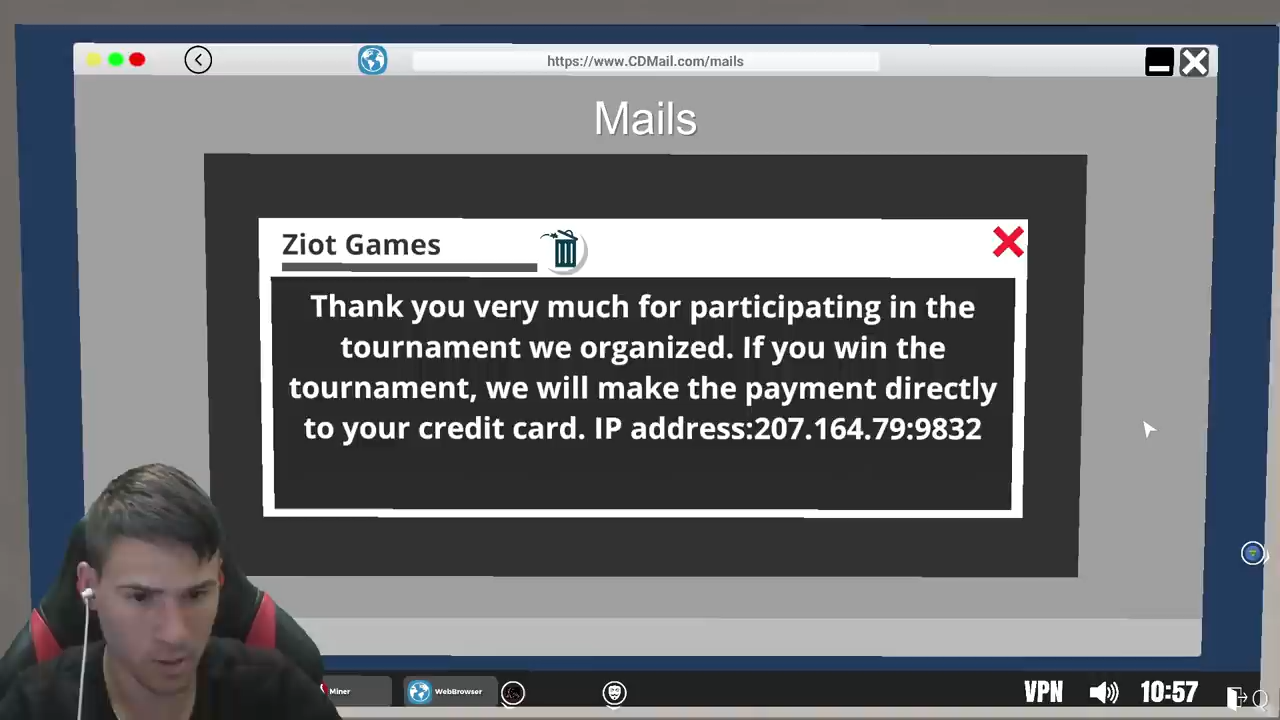 https://www.CDMail.com/mails
Mails
Ziot Games
Thank you very much for participating in the
tournament we organized. If you win the
tournament, we will make the payment directly
to your credit card. IP address:207.164.79:9832
Miner
WebBrowser
VPN
10:57
Q